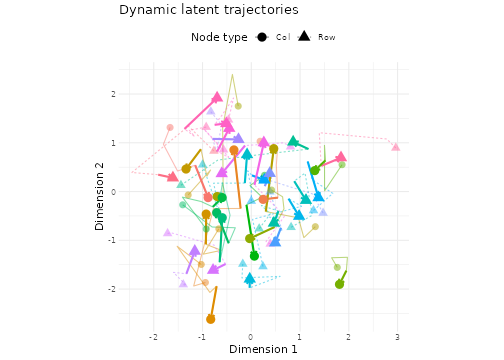 Dynamic latent trajectories
Node type Col Row
Dimension 2
2
1
0
-1
-2
-2 -1 0 1 2 3
Dimension 1